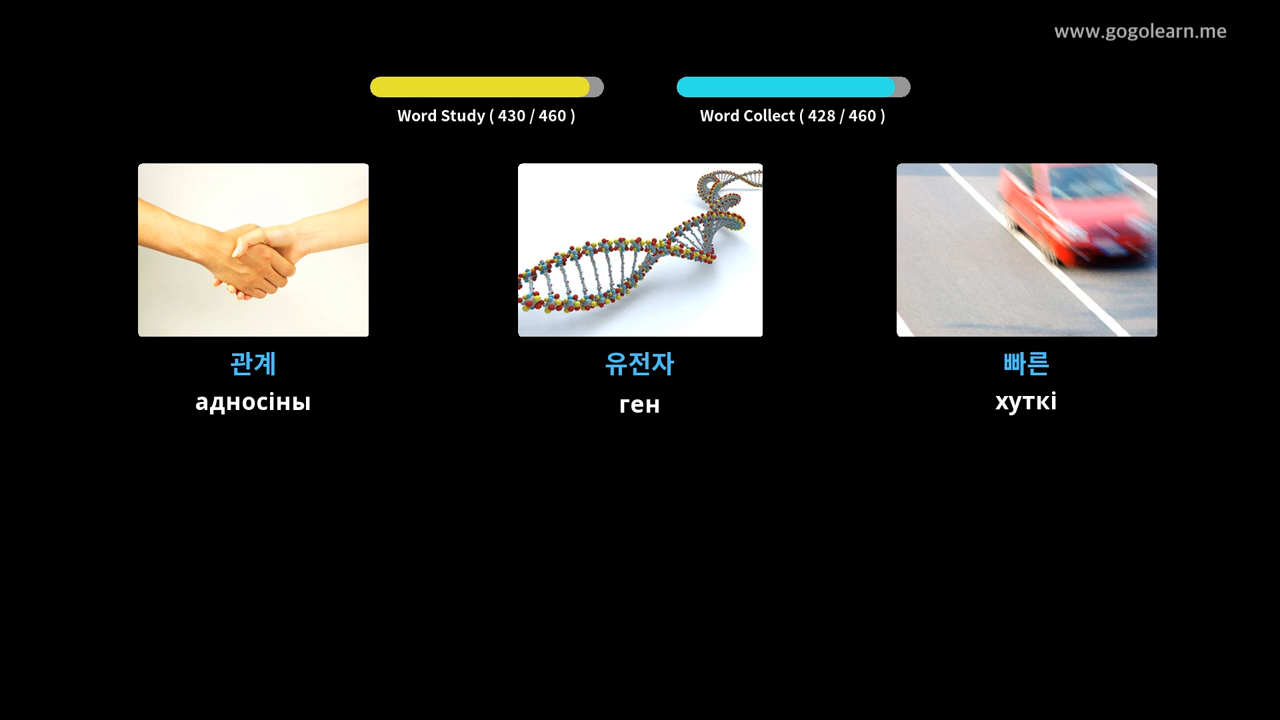 www.gogolearn.me
Word Study ( 430 / 460 )
Word Collect ( 428 / 460 )
관계
유전자
빠른
адносіны
ген
хуткі